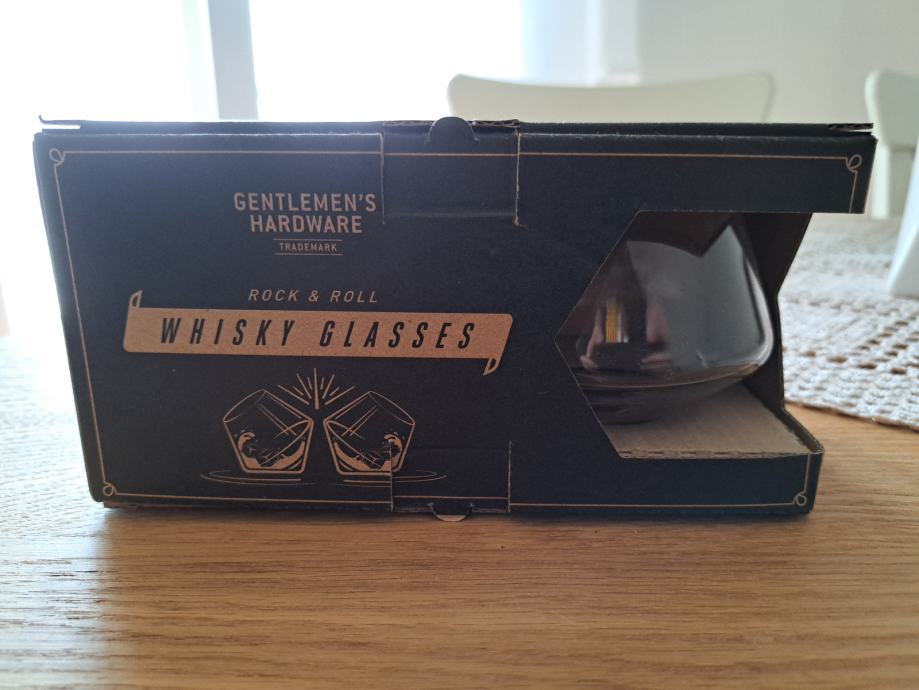 GENTLEMEN'S
HARDWARE
TRADEMARK
ROCK & ROLL
WHISKY GLASSES